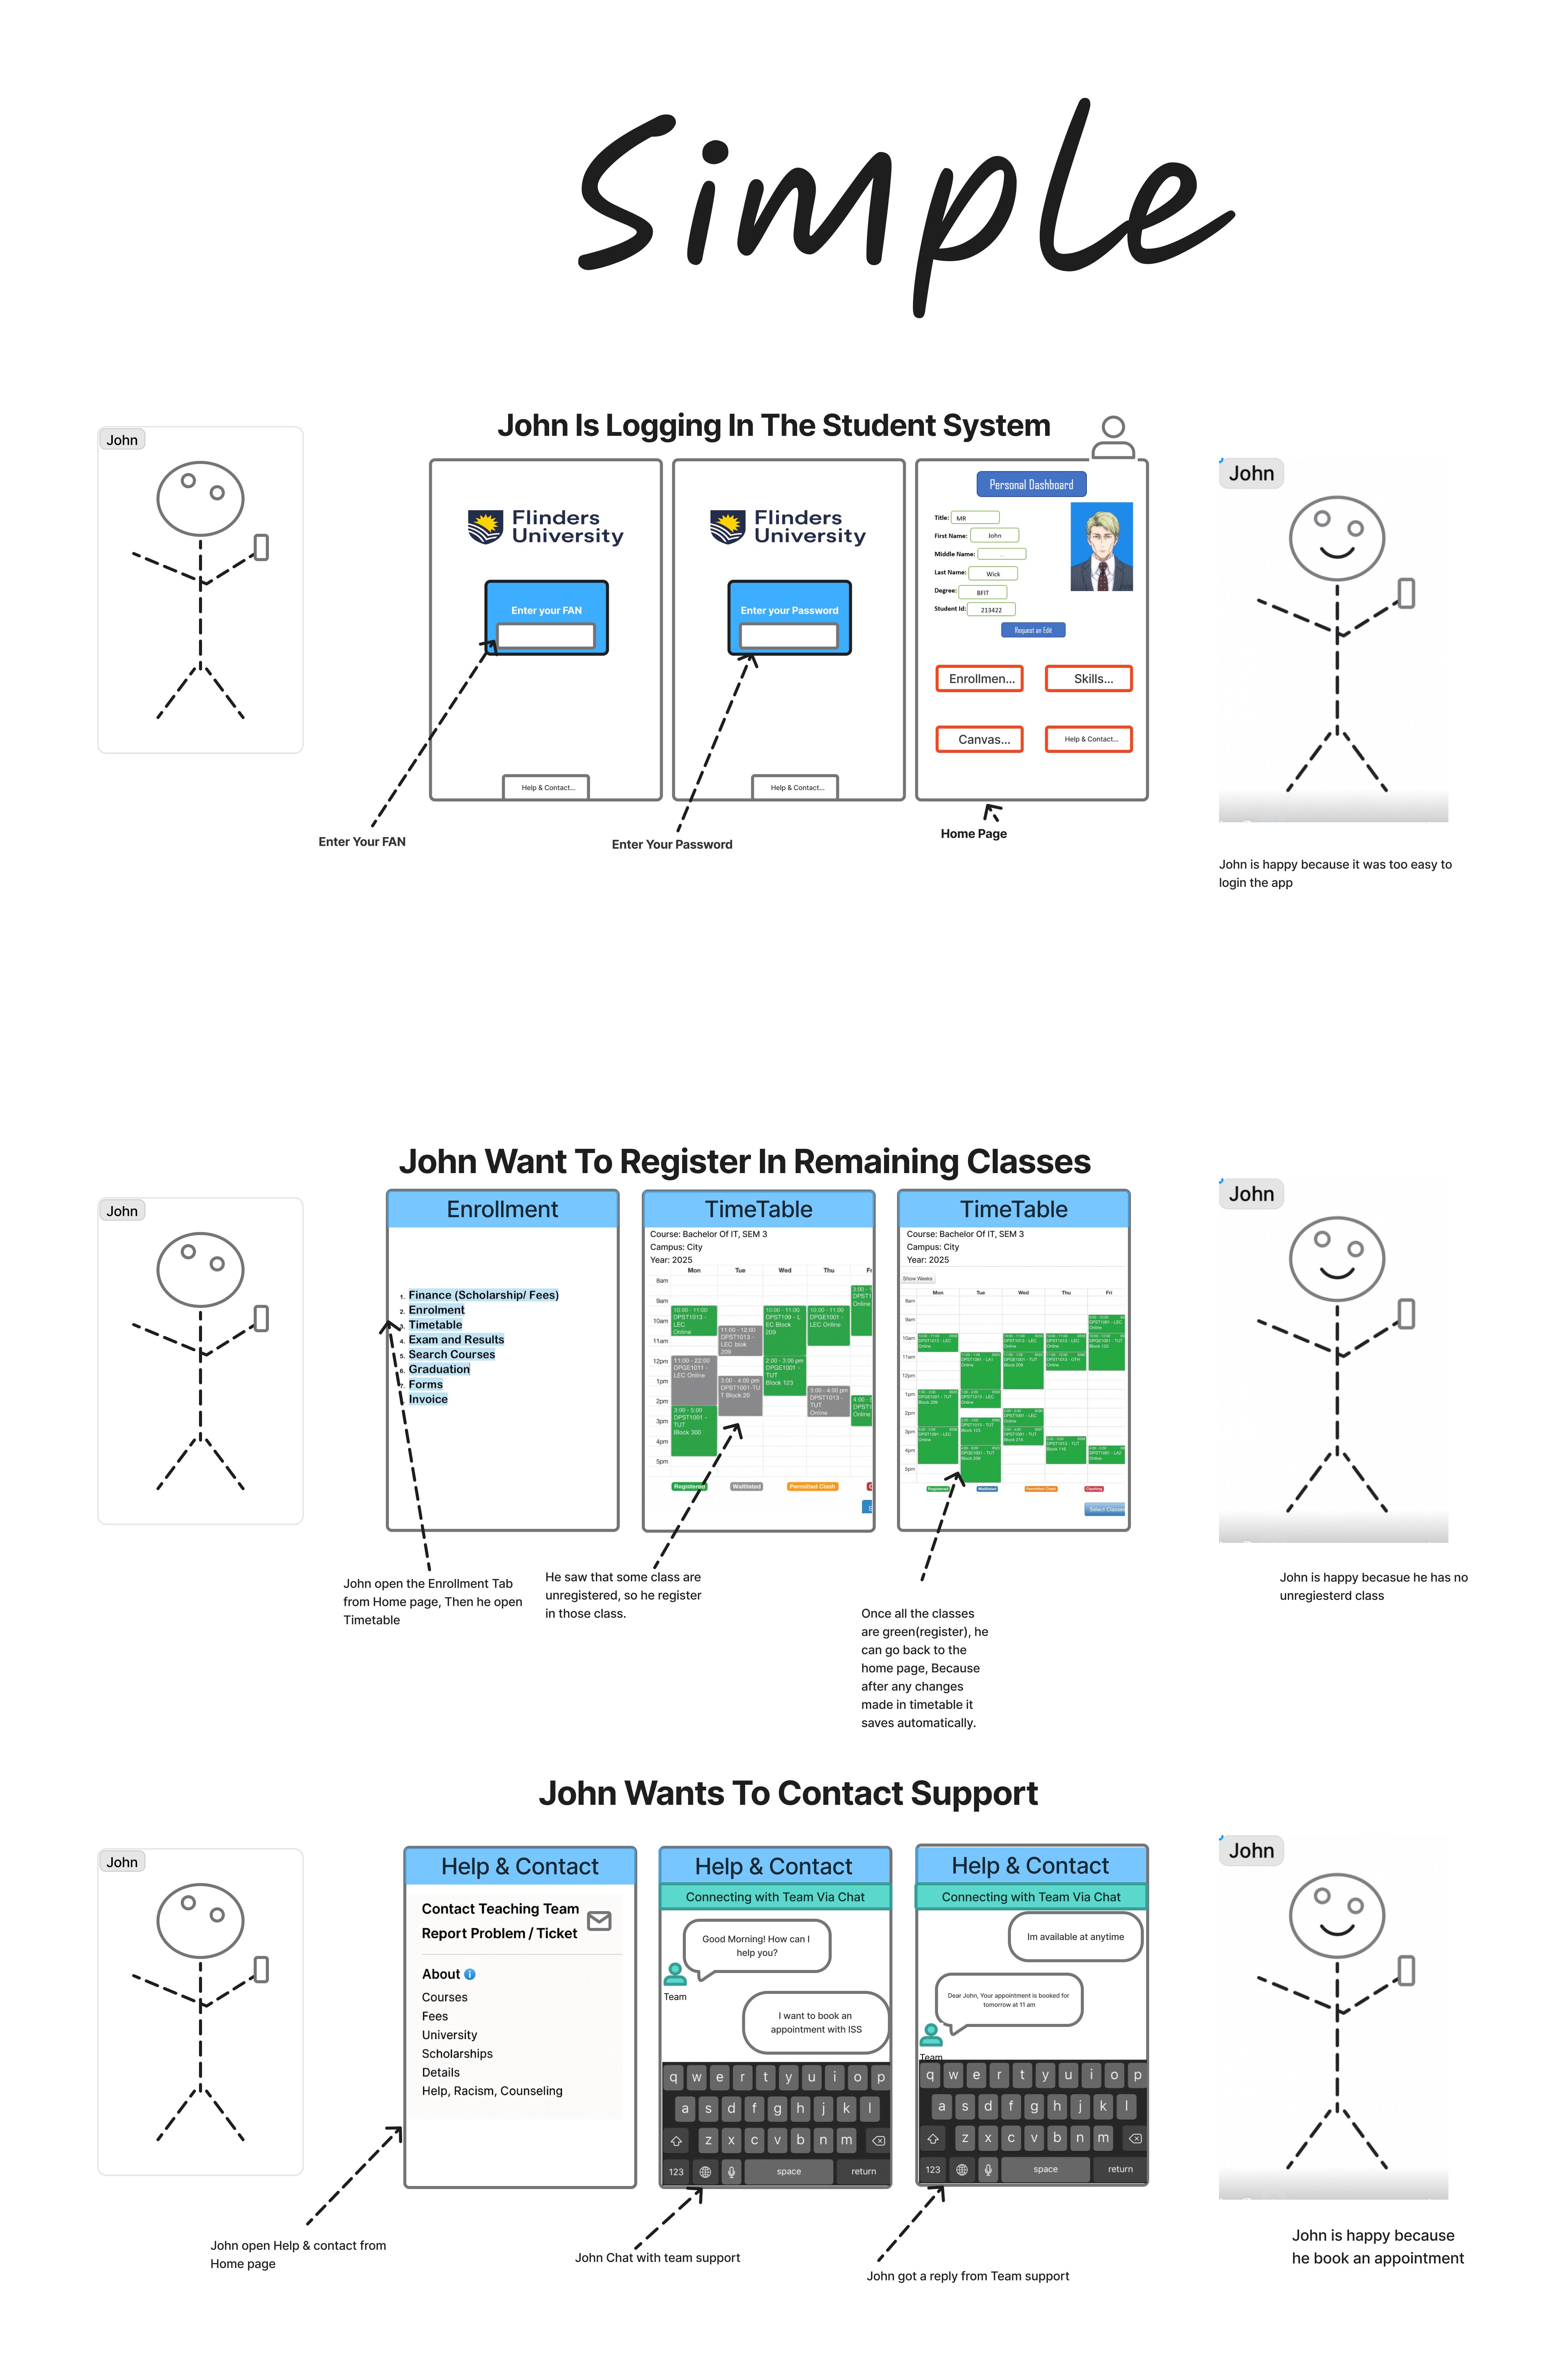 Simple
John Is Logging In The Student System
John
Flinders
University
Enter your FAN
Help & Contact...
Enter Your FAN
Flinders
University
Enter your Password
Help & Contact...
Enter Your Password
Personal Dashboard
Title: MR
First Name: John
Middle Name: ...
Last Name: Wick
Degree: BFIT
Student Id: 213422
Request an Edit
Enrollmen...
Skills...
Canvas...
Help & Contact...
Home Page
John
John is happy because it was too easy to
login the app
John Want To Register In Remaining Classes
John
Enrollment
1. Finance (Scholarship/ Fees)
2. Enrolment
3. Timetable
4. Exam and Results
5. Search Courses
6. Graduation
7. Forms
Invoice
John open the Enrollment Tab
from Home page, Then he open
Timetable
TimeTable
Course: Bachelor Of IT, SEM 3
Campus: City
Year: 2025
Mon Tue Wed Thu
8am
9am
10am
11am
12pm
1pm
2pm
3pm
4pm
5pm
10:00 - 11:00
DPST1013 -
LEC
Online
11:00 - 22:00
DPGE1011 -
LEC Online
3:00 - 5:00
DPST1001 -
TUT
Block 300
11:00 - 12:00
DPST1013 -
LEC blok
209
3:00 - 4:00 pm
DPST1001-TU
T Block 20
10:00 - 11:00
DPST109 - L
EC Block
209
2:00 - 3:00 pm
DPGE1001 -
TUT
Block 123
10:00 - 11:00
DPGE1001 -
LEC Online
3:00 - 4:00 pm
DPST1013 -
TUT
Online
Registered
Waitlisted
Permitted Clash
He saw that some class are
unregistered, so he register
in those class.
TimeTable
Course: Bachelor Of IT, SEM 3
Campus: City
Year: 2025
Show Weeks
Mon Tue Wed Thu Fri
8am
9am
10am
11am
12pm
1pm
2pm
3pm
4pm
5pm
Registered
Waitlisted
Permitted Clash
Clashing
Once all the classes
are green(register), he
can go back to the
home page, Because
after any changes
made in timetable it
saves automatically.
John
John is happy becasue he has no
unregiesterd class
John Wants To Contact Support
John
Help & Contact
Contact Teaching Team
Report Problem / Ticket
About i
Courses
Fees
University
Scholarships
Details
Help, Racism, Counseling
John open Help & contact from
Home page
Help & Contact
Connecting with Team Via Chat
Good Morning! How can I
help you?
Team
I want to book an
appointment with ISS
q w e r t y u i o p
a s d f g h j k l
z x c v b n m
123 space return
John Chat with team support
Help & Contact
Connecting with Team Via Chat
Im available at anytime
Dear John, Your appointment is booked for
tomorrow at 11 am
Team
q w e r t y u i o p
a s d f g h j k l
z x c v b n m
123 space return
John got a reply from Team support
John
John is happy because
he book an appointment